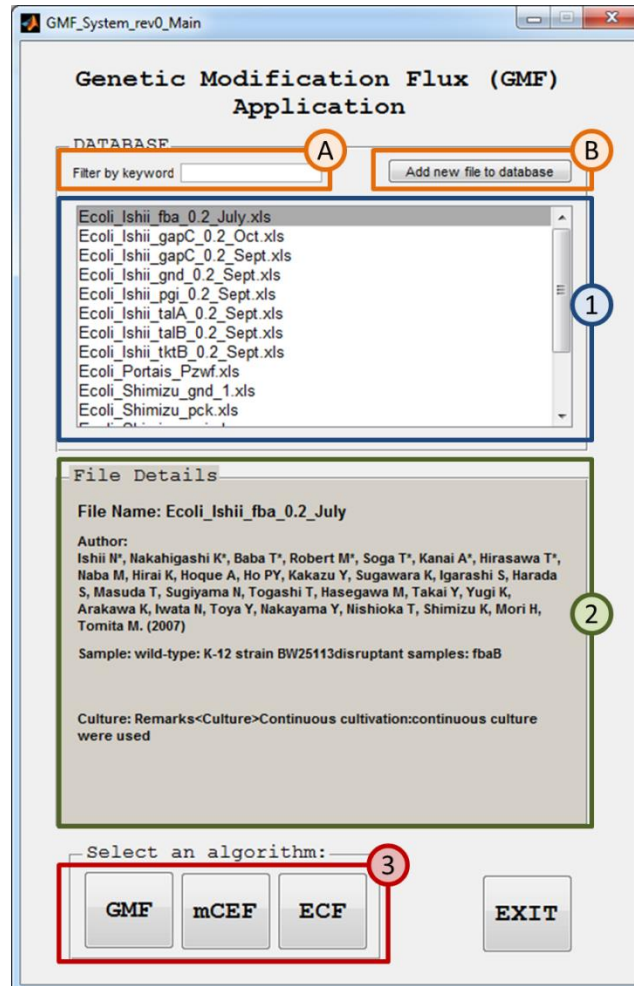 GMF_System_rev0_Main
Genetic Modification Flux (GMF)
Application
DATABASE
A
B
Filter by keyword
Add new file to database
Ecoli_Ishii_fba_0.2_July.xls
Ecoli_Ishii_gapC_0.2_Oct.xls
Ecoli_Ishii_gapC_0.2_Sept.xls
Ecoli_Ishii_gnd_0.2_Sept.xls
Ecoli_Ishii_pgi_0.2_Sept.xls
Ecoli_Ishii_talA_0.2_Sept.xls
Ecoli_Ishii_talB_0.2_Sept.xls
Ecoli_Ishii_tktB_0.2_Sept.xls
Ecoli_Portais_Pzwf.xls
Ecoli_Shimizu_gnd_1.xls
Ecoli_Shimizu_pck.xls
1
File Details
File Name: Ecoli_Ishii_fba_0.2_July
Author:
Ishii N*, Nakahigashi K*, Baba T*, Robert M*, Soga T*, Kanai A*, Hirasawa T*,
Naba M, Hirai K, Hoque A, Ho PY, Kakazu Y, Sugawara K, Igarashi S, Harada
S, Masuda T, Sugiyama N, Togashi T, Hasegawa M, Takai Y, Yugi K,
Arakawa K, Iwata N, Toya Y, Nakayama Y, Nishioka T, Shimizu K, Mori H,
Tomita M. (2007)
2
Sample: wild-type: K-12 strain BW25113disruptant samples: fbaB
Culture: Remarks<Culture>Continuous cultivation:continuous culture
were used
Select an algorithm:
3
GMF
mCEF
ECF
EXIT